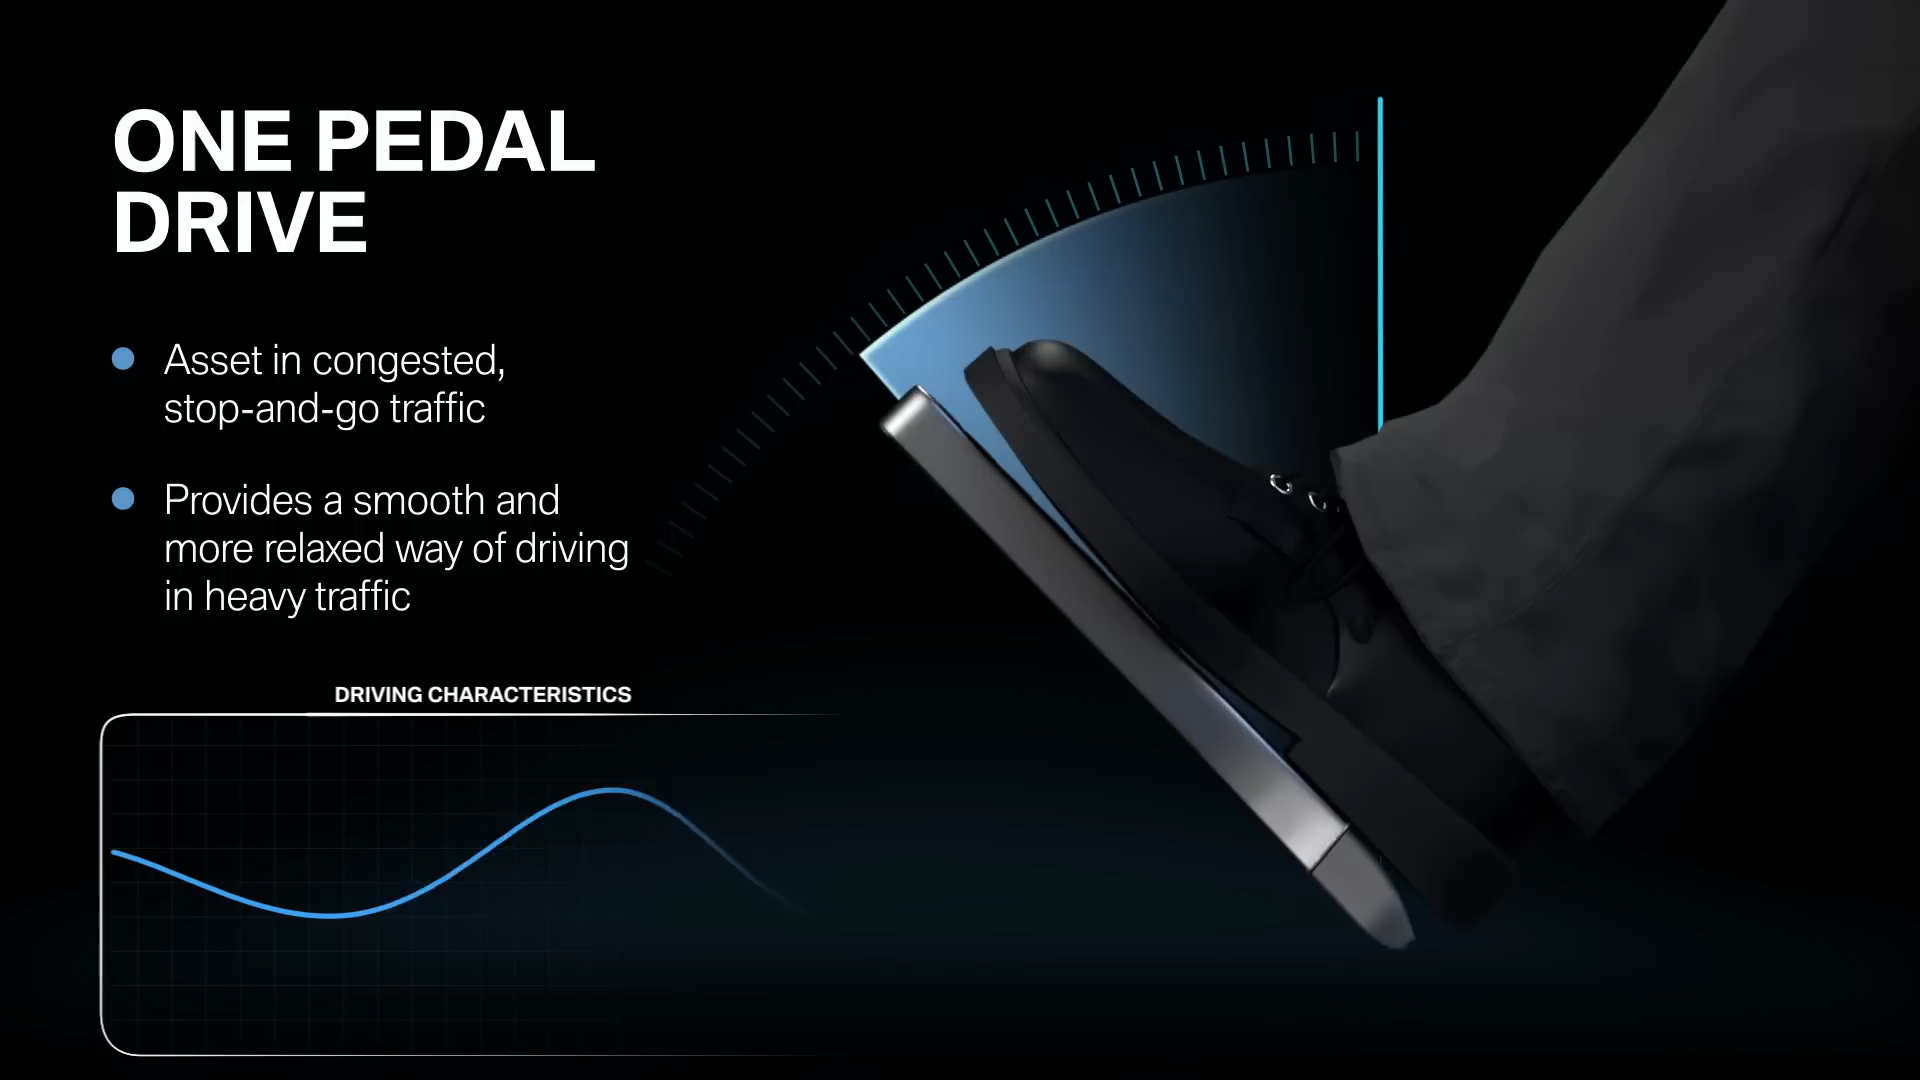 ONE PEDAL
DRIVE
Asset in congested,
stop-and-go traffic
Provides a smooth and
more relaxed way of driving
in heavy traffic
DRIVING CHARACTERISTICS